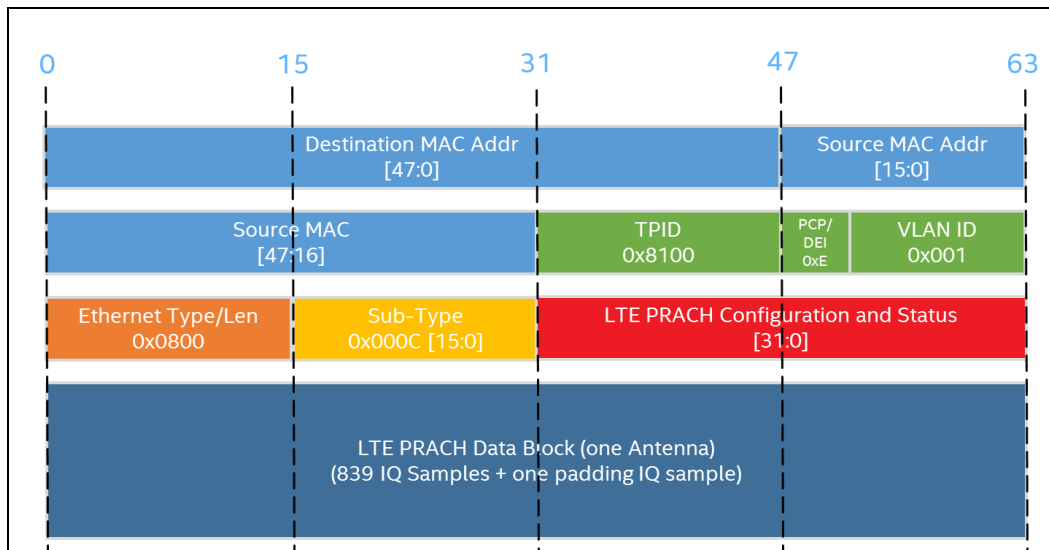 0 15 31 47 63
Destination MAC Addr
[47:0]
Source MAC Addr
[15:0]
Source MAC
[47:16]
TPID
0x8100
PCP/
DEI
0xE
VLAN ID
0x001
Ethernet Type/Len
0x0800
Sub-Type
0x000C [15:0]
LTE PRACH Configuration and Status
[31:0]
LTE PRACH Data Block (one Antenna)
(839 IQ Samples + one padding IQ sample)